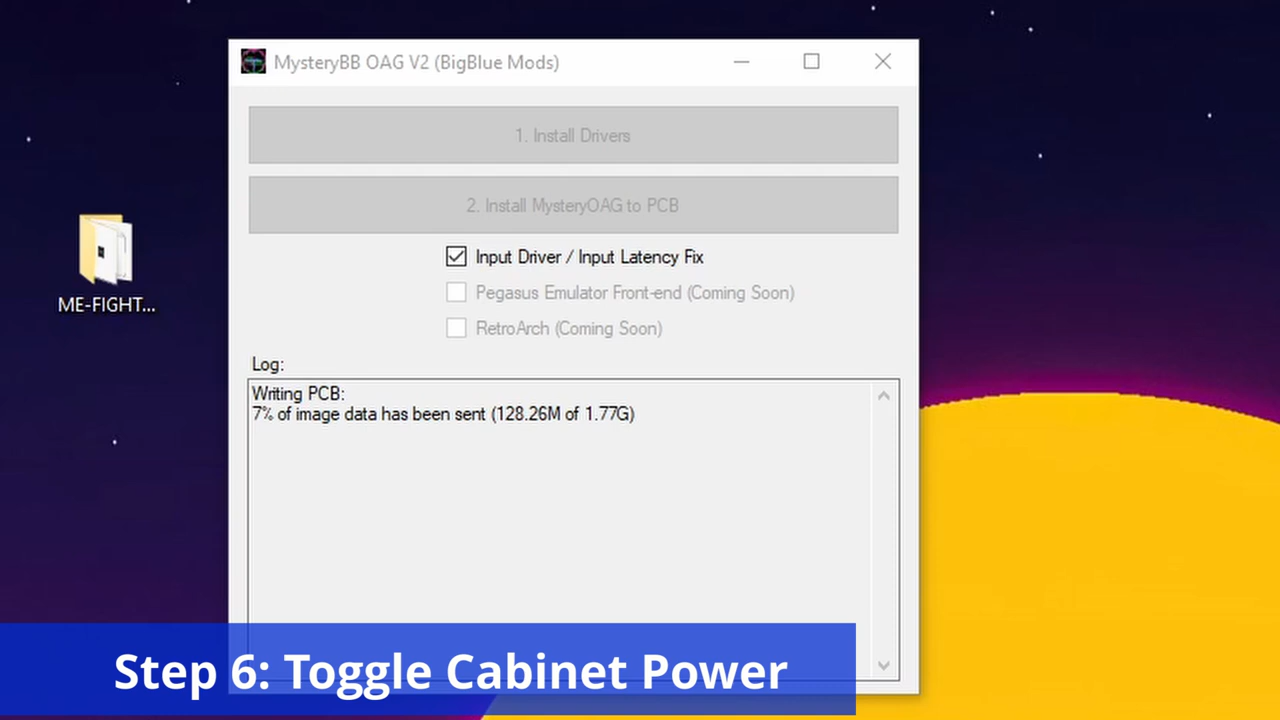 MysteryBB OAG V2 (BigBlue Mods)
1. Install Drivers
2. Install MysteryOAG to PCB
Input Driver / Input Latency Fix
Pegasus Emulator Front-end (Coming Soon)
RetroArch (Coming Soon)
ME-FIGHT...
Log:
Writing PCB:
7% of image data has been sent (128.26M of 1.77G)
Step 6: Toggle Cabinet Power